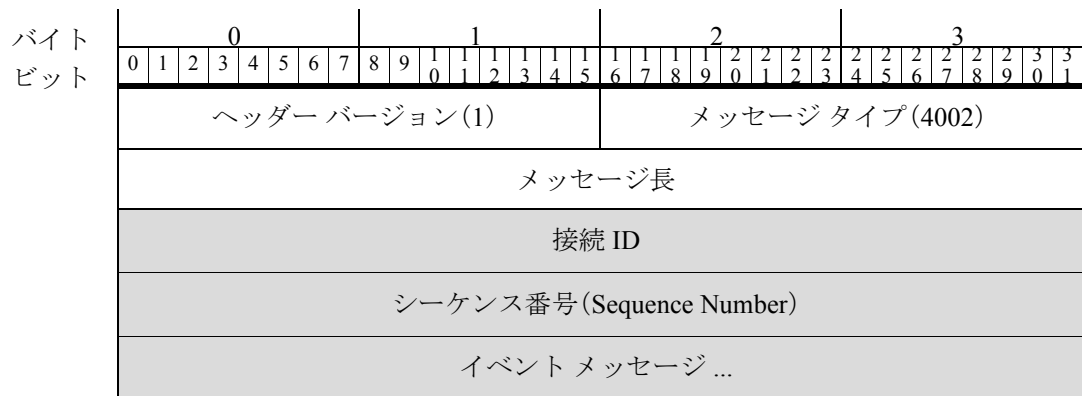 バイト 0 1 2 3
ビット 0 1 2 3 4 5 6 7 8 9 10 11 12 13 14 15 16 17 18 19 20 21 22 23 24 25 26 27 28 29 30 31
ヘッダー バージョン(1) メッセージ タイプ(4002)
メッセージ長
接続 ID
シーケンス番号(Sequence Number)
イベント メッセージ ...